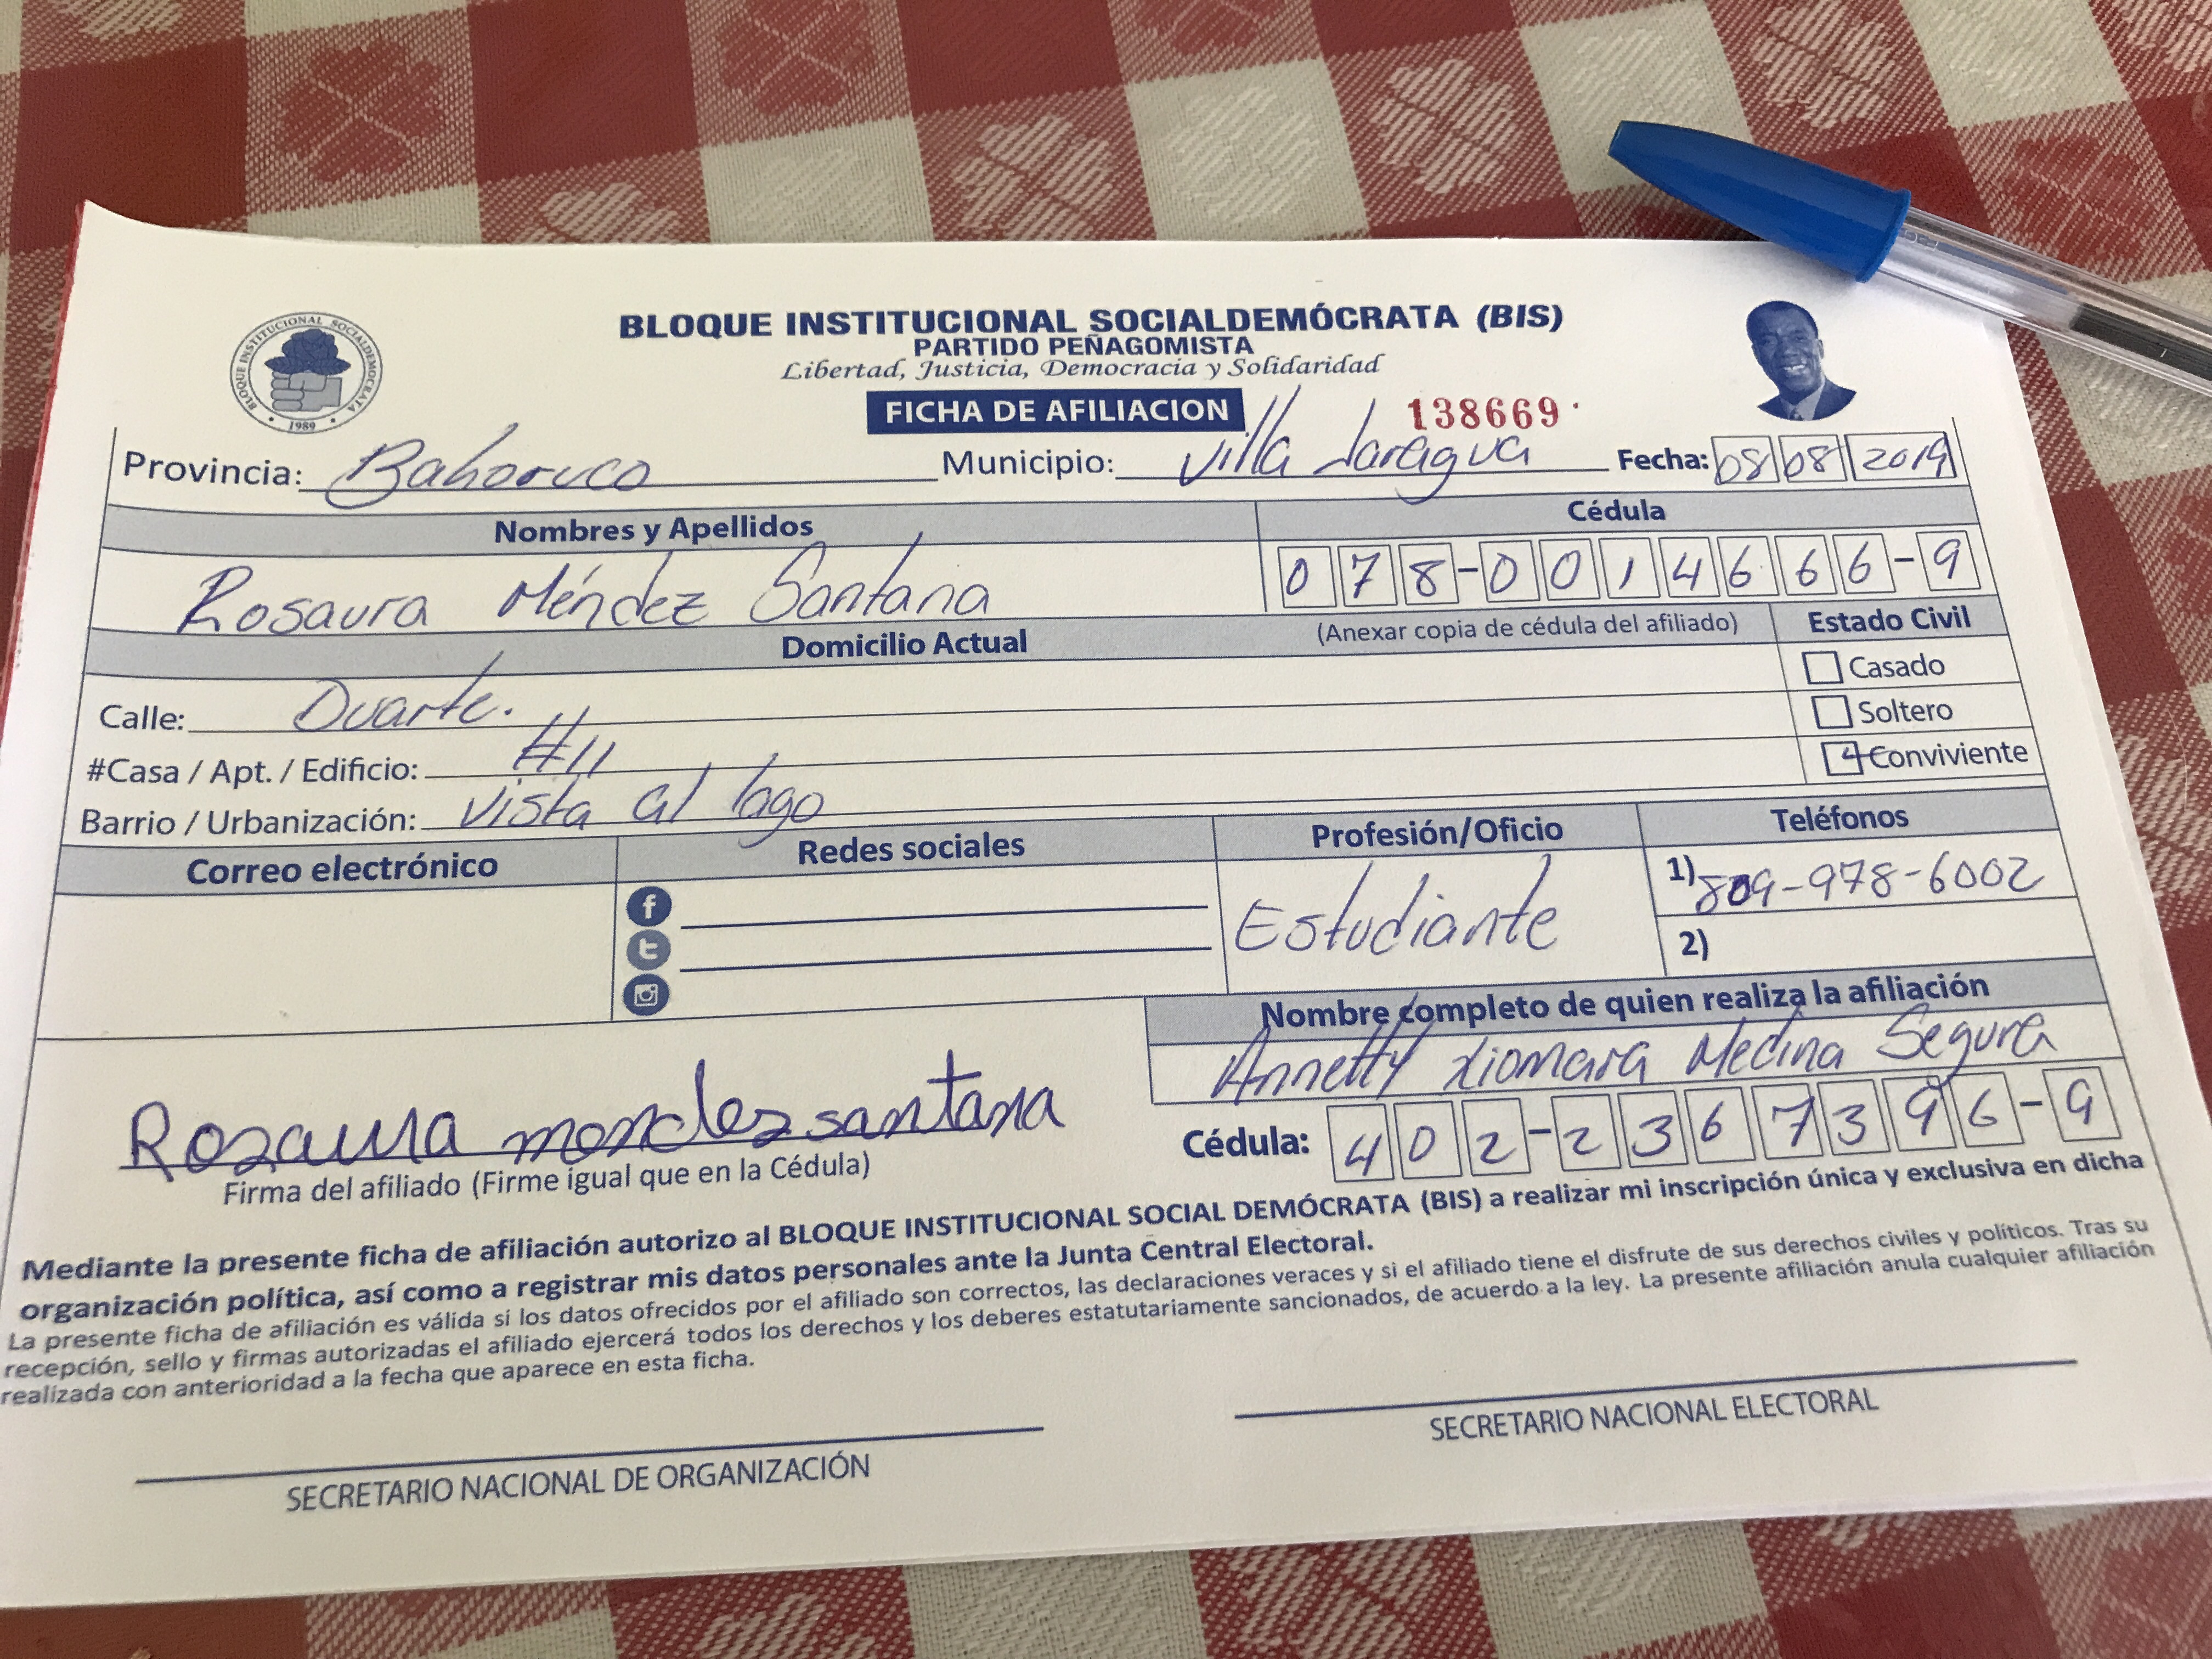 BLOQUE INSTITUCIONAL SOCIALDEMÓCRATA
1989
BLOQUE INSTITUCIONAL SOCIALDEMÓCRATA (BIS)
PARTIDO PEÑAGOMISTA
Libertad, Justicia, Democracia y Solidaridad
FICHA DE AFILIACION 138669
Provincia: Bahoruco Municipio: Villa Jaragua Fecha: 08 08 2019
Nombres y Apellidos Cédula
Rosaura Méndez Santana 078-0014666-9
Domicilio Actual (Anexar copia de cédula del afiliado) Estado Civil
Casado
Calle: Duarte. Soltero
#Casa / Apt. / Edificio: #11 Conviviente
Barrio / Urbanización: Vista al lago
Correo electrónico Redes sociales Profesión/Oficio Teléfonos
Estudiante 1) 809-978-6002
2)
Nombre completo de quien realiza la afiliación
Annetty Xiomara Medina Segura
Rosaura mendez santana Cédula: 402-2367396-9
Firma del afiliado (Firme igual que en la Cédula)
Mediante la presente ficha de afiliación autorizo al BLOQUE INSTITUCIONAL SOCIAL DEMÓCRATA (BIS) a realizar mi inscripción única y exclusiva en dicha
organización política, así como a registrar mis datos personales ante la Junta Central Electoral.
La presente ficha de afiliación es válida si los datos ofrecidos por el afiliado son correctos, las declaraciones veraces y si el afiliado tiene el disfrute de sus derechos civiles y políticos. Tras su
recepción, sello y firmas autorizadas el afiliado ejercerá todos los derechos y los deberes estatutariamente sancionados, de acuerdo a la ley. La presente afiliación anula cualquier afiliación
realizada con anterioridad a la fecha que aparece en esta ficha.
SECRETARIO NACIONAL DE ORGANIZACIÓN SECRETARIO NACIONAL ELECTORAL